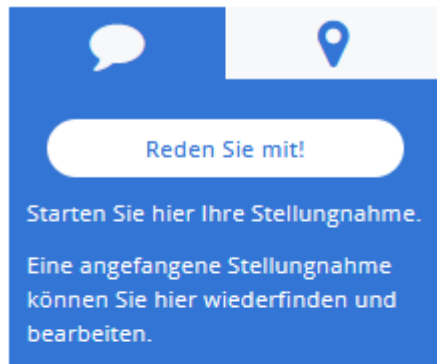 Reden Sie mit!
Starten Sie hier Ihre Stellungnahme.
Eine angefangene Stellungnahme
können Sie hier wiederfinden und
bearbeiten.